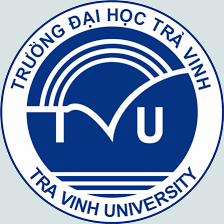 TRƯỜNG ĐẠI HỌC TRÀ VINH
TVU
TRA VINH UNIVERSITY